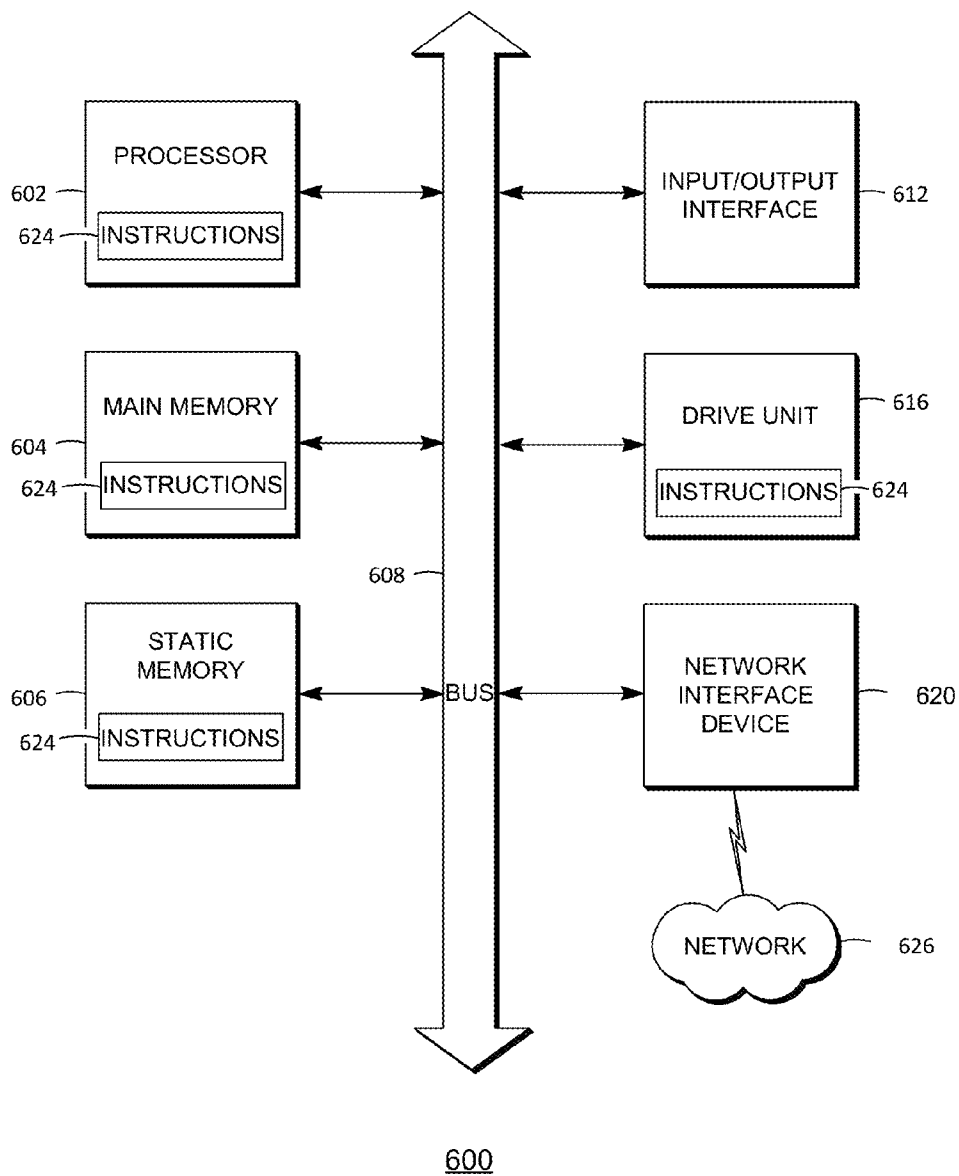 PROCESSOR
602
624
INSTRUCTIONS
INPUT/OUTPUT
INTERFACE
612
MAIN MEMORY
604
624
INSTRUCTIONS
DRIVE UNIT
616
INSTRUCTIONS
624
608
STATIC
MEMORY
606
624
INSTRUCTIONS
BUS
NETWORK
INTERFACE
DEVICE
620
NETWORK
626
600